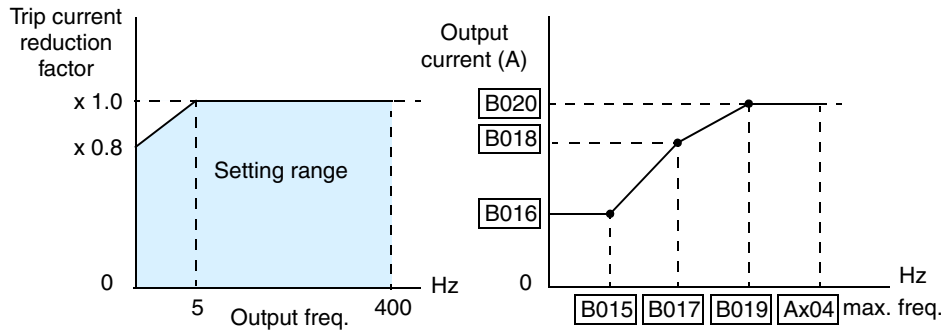 Trip current
reduction
factor
x 1.0
x 0.8
Setting range
0
Hz
5
400
Output freq.
Output
current (A)
B020
B018
B016
0
Hz
B015 B017 B019 Ax04 max. freq.